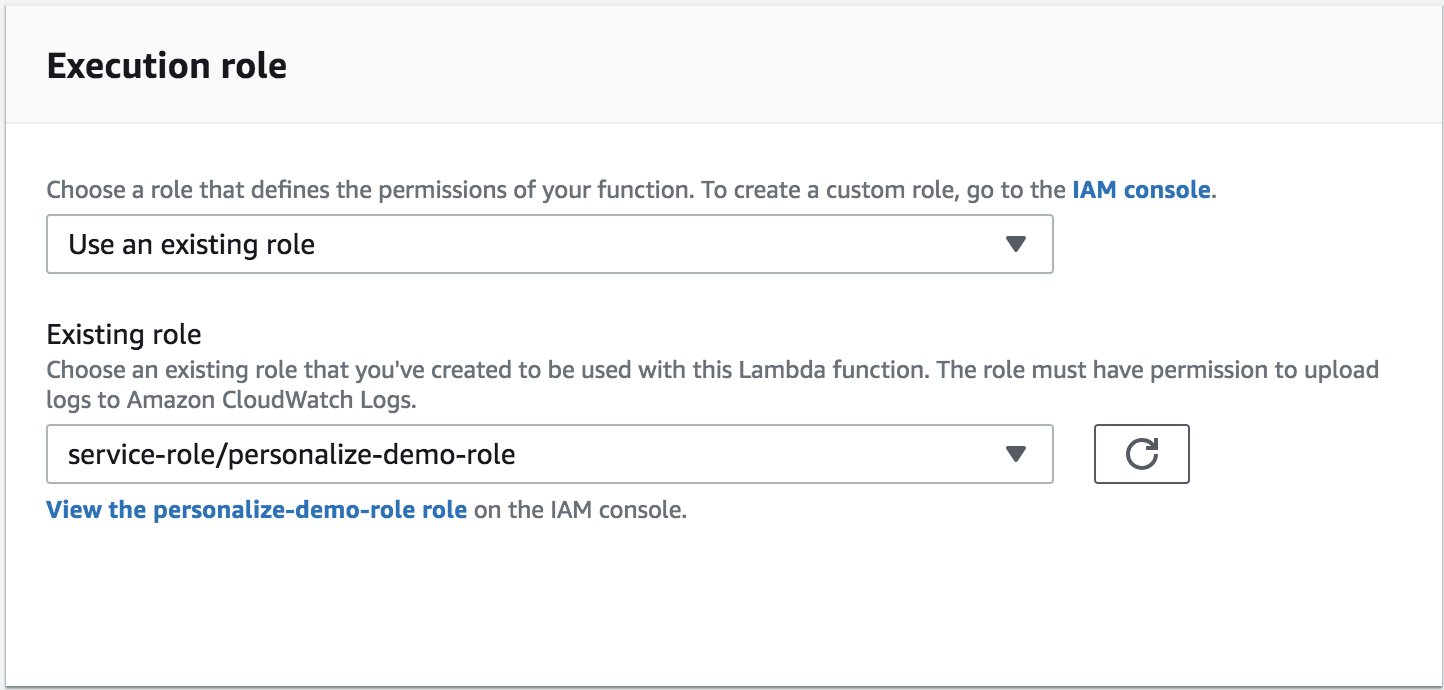 Execution role
Choose a role that defines the permissions of your function. To create a custom role, go to the IAM console.
Use an existing role
Existing role
Choose an existing role that you've created to be used with this Lambda function. The role must have permission to upload
logs to Amazon CloudWatch Logs.
service-role/personalize-demo-role
View the personalize-demo-role role on the IAM console.